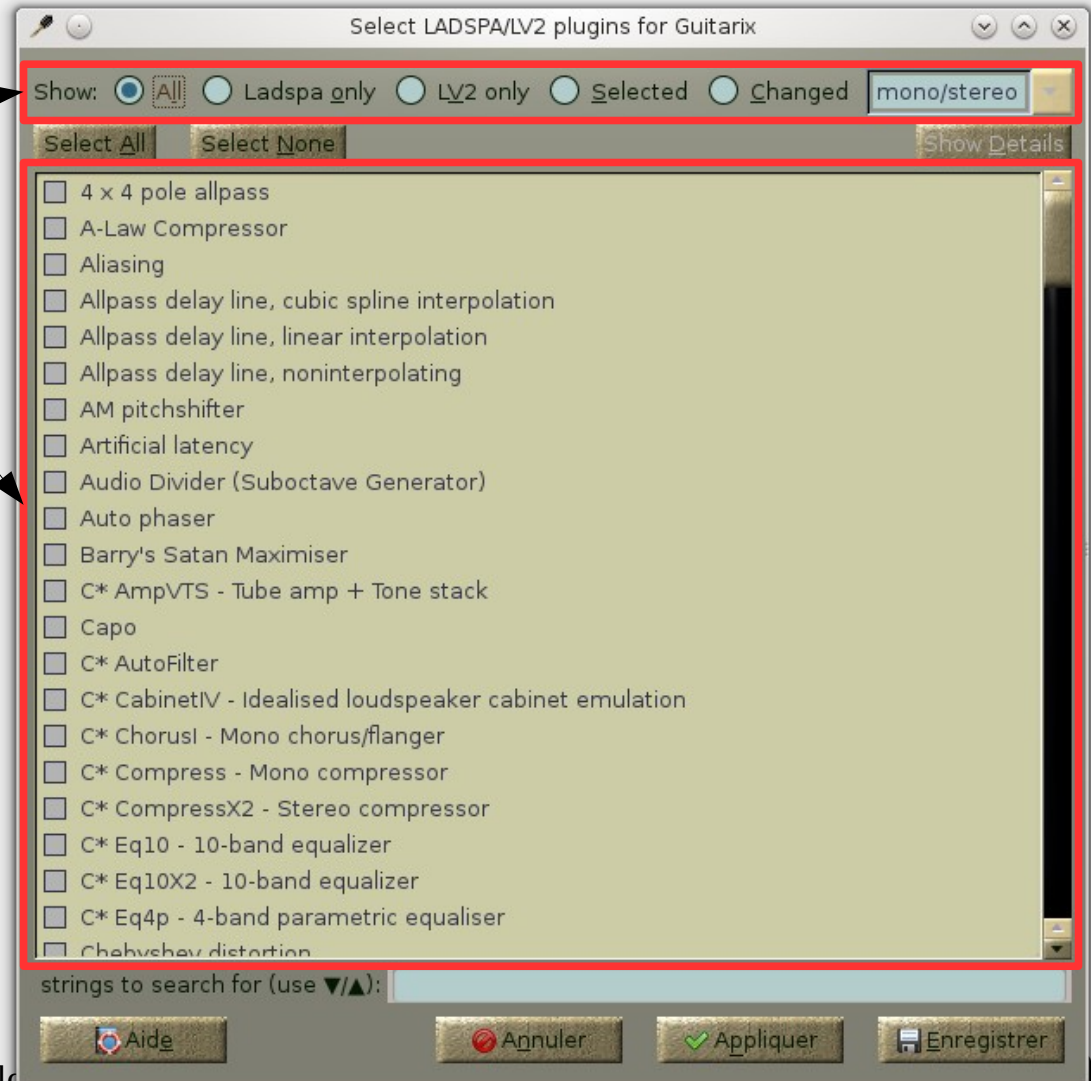 Select LADSPA/LV2 plugins for Guitarix
Show: All Ladspa only LV2 only Selected Changed mono/stereo
Select All Select None Show Details
4 x 4 pole allpass
A-Law Compressor
Aliasing
Allpass delay line, cubic spline interpolation
Allpass delay line, linear interpolation
Allpass delay line, noninterpolating
AM pitchshifter
Artificial latency
Audio Divider (Suboctave Generator)
Auto phaser
Barry's Satan Maximiser
C* AmpVTS - Tube amp + Tone stack
Capo
C* AutoFilter
C* CabinetIV - Idealised loudspeaker cabinet emulation
C* ChorusI - Mono chorus/flanger
C* Compress - Mono compressor
C* CompressX2 - Stereo compressor
C* Eq10 - 10-band equalizer
C* Eq10X2 - 10-band equalizer
C* Eq4p - 4-band parametric equaliser
Chebyshev distortion
strings to search for (use ▼/▲):
Aide Annuler Appliquer Enregistrer